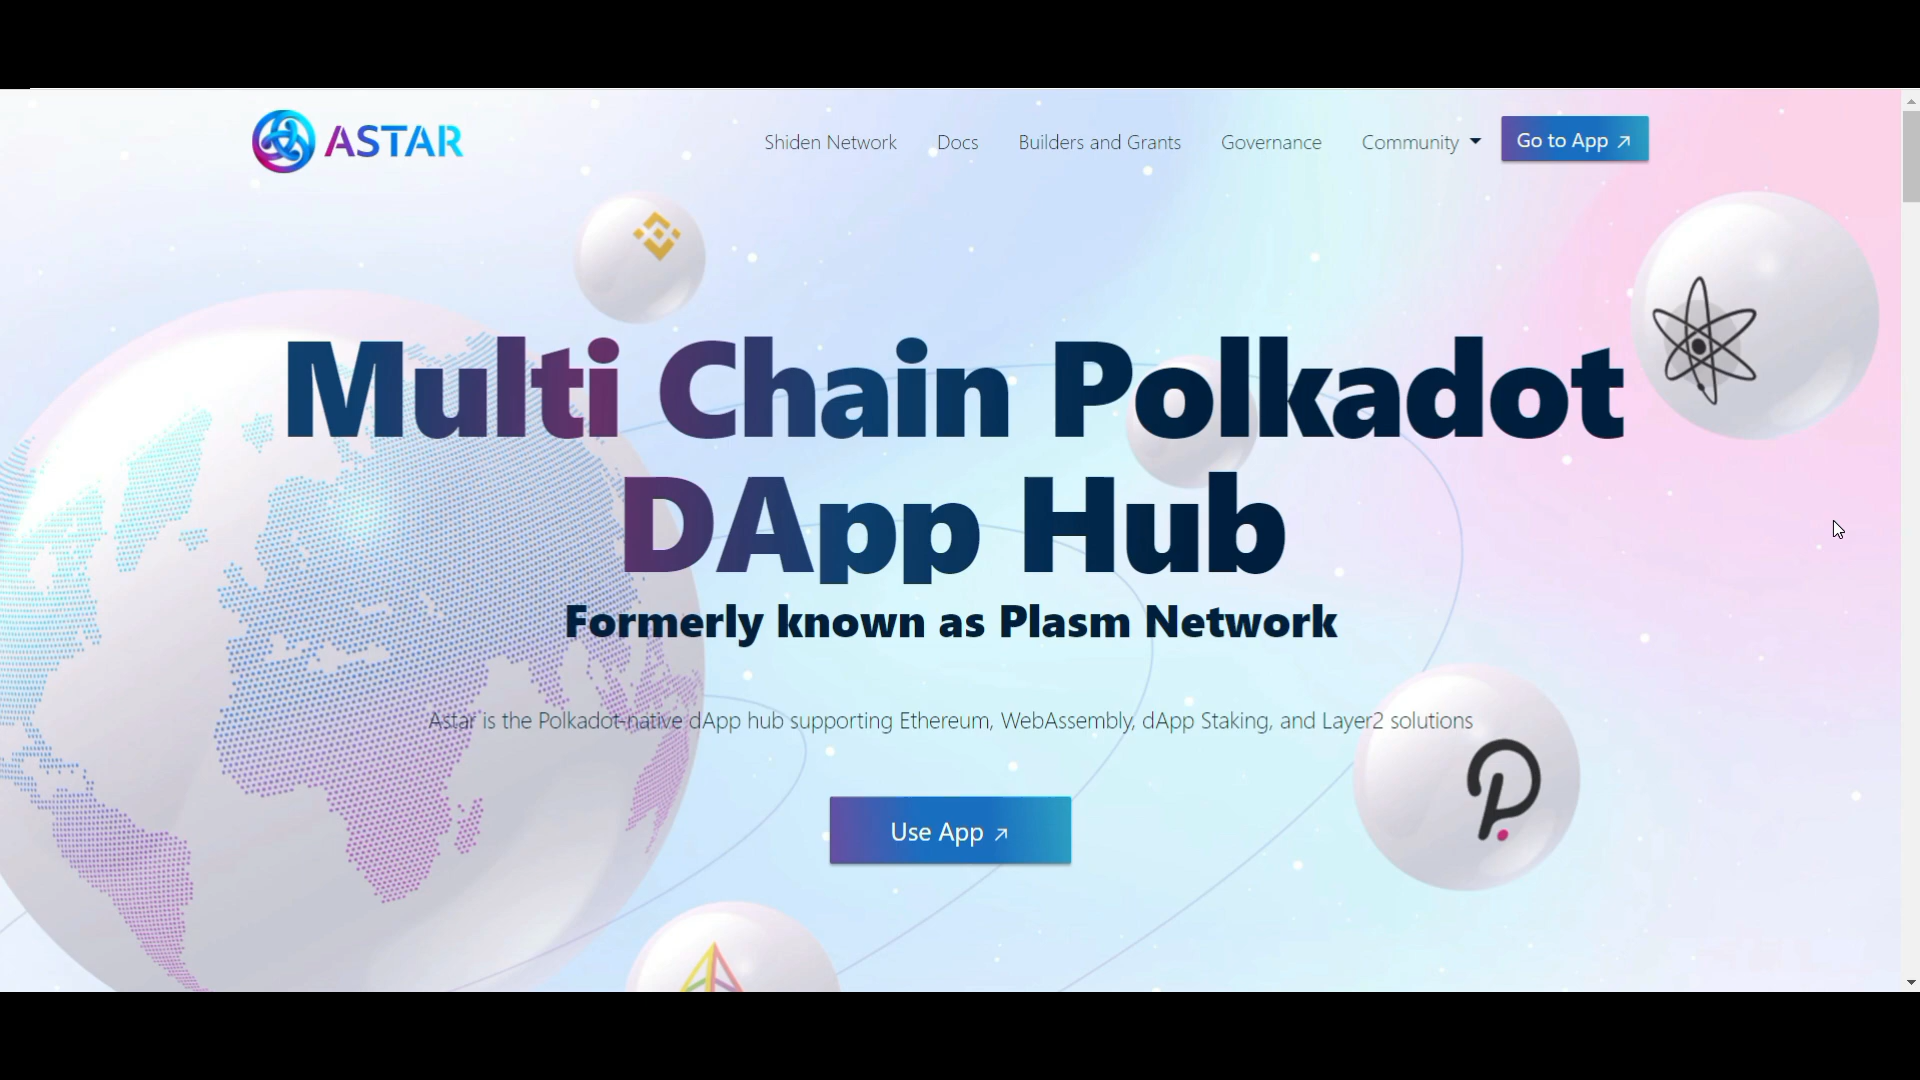 ASTAR
Shiden Network
Docs
Builders and Grants
Governance
Community
Go to App
Multi Chain Polkadot
DApp Hub
Formerly known as Plasm Network
Astar is the Polkadot-native dApp hub supporting Ethereum, WebAssembly, dApp Staking, and Layer2 solutions
Use App